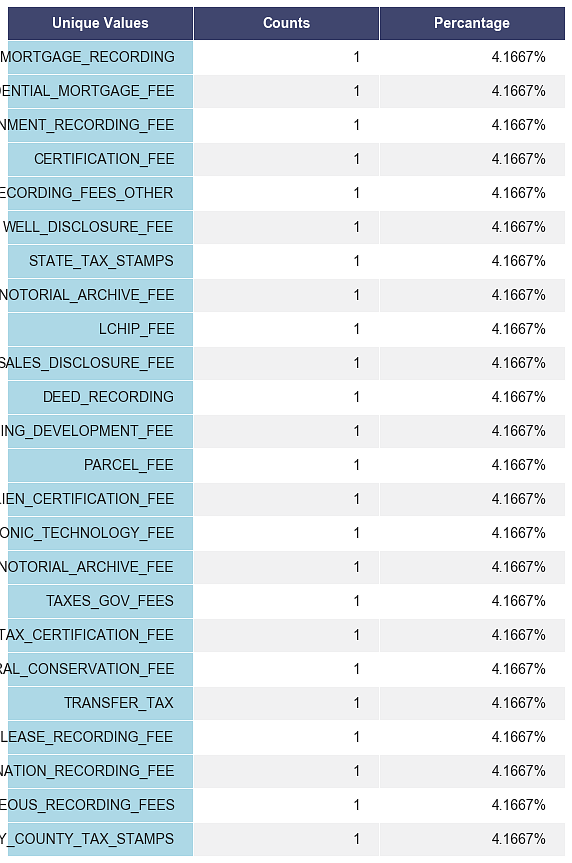 Unique Values Counts Percantage
MORTGAGE_RECORDING 1 4.1667%
ENTIAL_MORTGAGE_FEE 1 4.1667%
NMENT_RECORDING_FEE 1 4.1667%
CERTIFICATION_FEE 1 4.1667%
ECORDING_FEES_OTHER 1 4.1667%
WELL_DISCLOSURE_FEE 1 4.1667%
STATE_TAX_STAMPS 1 4.1667%
NOTORIAL_ARCHIVE_FEE 1 4.1667%
LCHIP_FEE 1 4.1667%
SALES_DISCLOSURE_FEE 1 4.1667%
DEED_RECORDING 1 4.1667%
ING_DEVELOPMENT_FEE 1 4.1667%
PARCEL_FEE 1 4.1667%
IEN_CERTIFICATION_FEE 1 4.1667%
ONIC_TECHNOLOGY_FEE 1 4.1667%
NOTORIAL_ARCHIVE_FEE 1 4.1667%
TAXES_GOV_FEES 1 4.1667%
TAX_CERTIFICATION_FEE 1 4.1667%
RAL_CONSERVATION_FEE 1 4.1667%
TRANSFER_TAX 1 4.1667%
LEASE_RECORDING_FEE 1 4.1667%
NATION_RECORDING_FEE 1 4.1667%
EOUS_RECORDING_FEES 1 4.1667%
Y_COUNTY_TAX_STAMPS 1 4.1667%